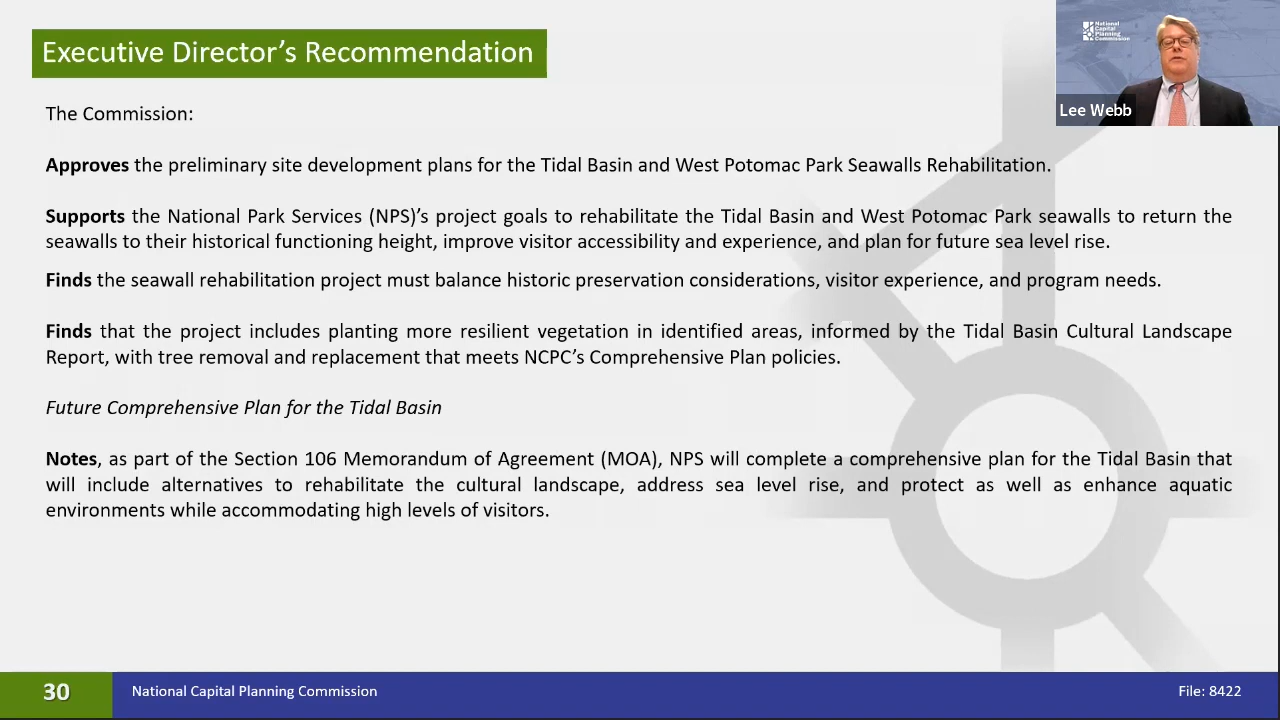 Executive Director’s Recommendation
National
Capital
Planning
Commission
Lee Webb
The Commission:
Approves the preliminary site development plans for the Tidal Basin and West Potomac Park Seawalls Rehabilitation.
Supports the National Park Services (NPS)’s project goals to rehabilitate the Tidal Basin and West Potomac Park seawalls to return the
seawalls to their historical functioning height, improve visitor accessibility and experience, and plan for future sea level rise.
Finds the seawall rehabilitation project must balance historic preservation considerations, visitor experience, and program needs.
Finds that the project includes planting more resilient vegetation in identified areas, informed by the Tidal Basin Cultural Landscape
Report, with tree removal and replacement that meets NCPC’s Comprehensive Plan policies.
Future Comprehensive Plan for the Tidal Basin
Notes, as part of the Section 106 Memorandum of Agreement (MOA), NPS will complete a comprehensive plan for the Tidal Basin that
will include alternatives to rehabilitate the cultural landscape, address sea level rise, and protect as well as enhance aquatic
environments while accommodating high levels of visitors.
30
National Capital Planning Commission
File: 8422